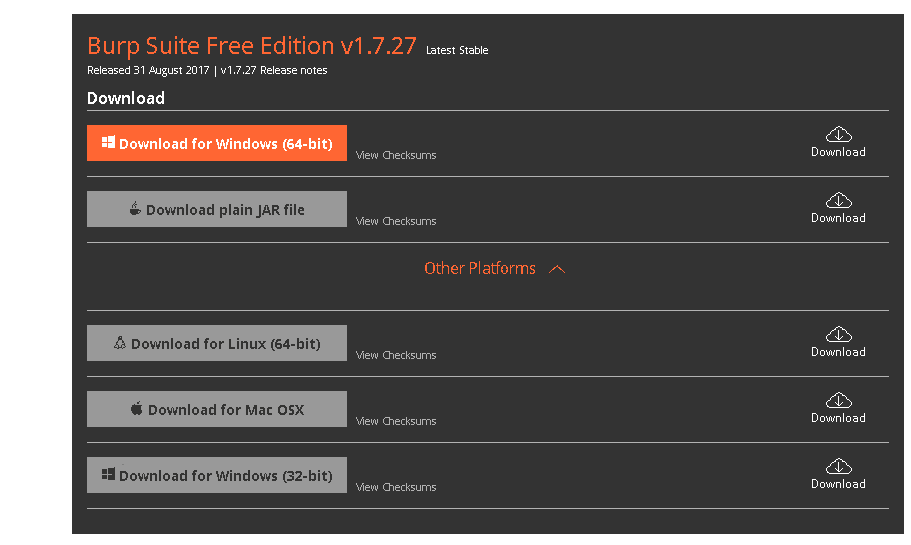 Burp Suite Free Edition v1.7.27 Latest Stable
Released 31 August 2017 | v1.7.27 Release notes
Download
Download for Windows (64-bit) View Checksums Download
Download plain JAR file View Checksums Download
Other Platforms
Download for Linux (64-bit) View Checksums Download
Download for Mac OSX View Checksums Download
Download for Windows (32-bit) View Checksums Download